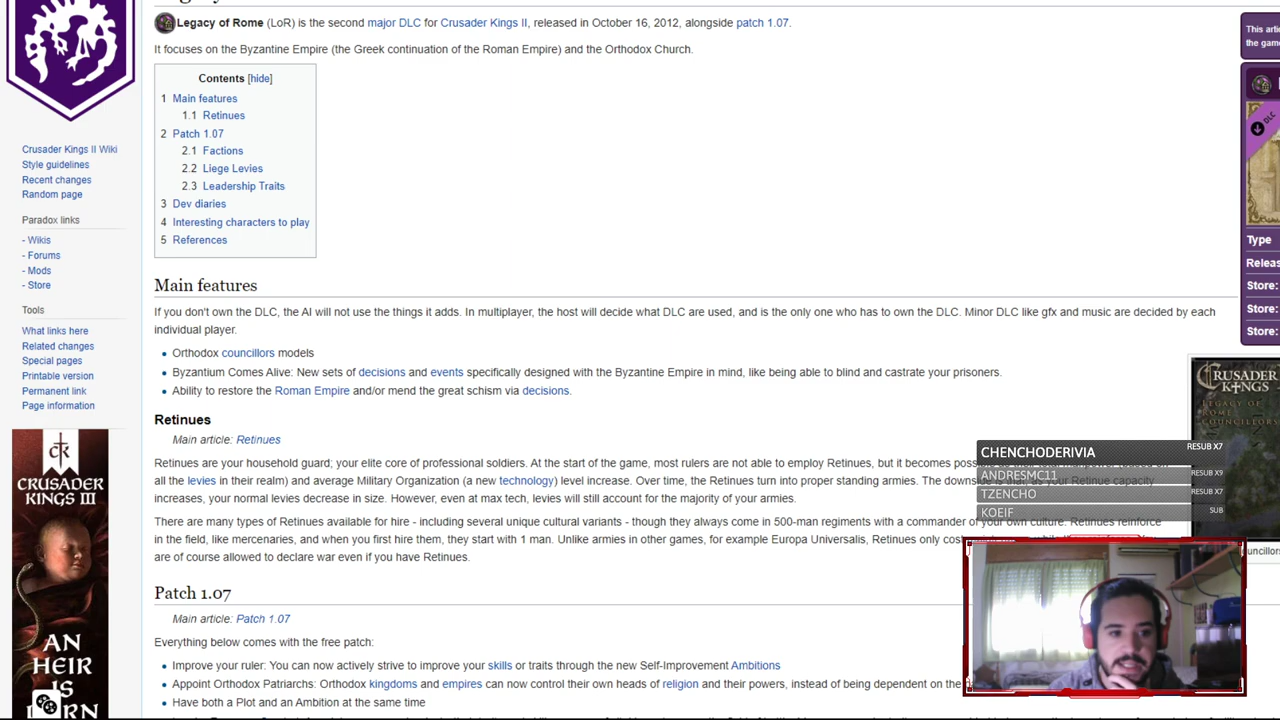 Legacy of Rome (LoR) is the second major DLC for Crusader Kings II, released in October 16, 2012, alongside patch 1.07.
It focuses on the Byzantine Empire (the Greek continuation of the Roman Empire) and the Orthodox Church.
Contents [hide]
1 Main features
1.1 Retinues
2 Patch 1.07
2.1 Factions
2.2 Liege Levies
2.3 Leadership Traits
3 Dev diaries
4 Interesting characters to play
5 References
Crusader Kings II Wiki
Style guidelines
Recent changes
Random page
Paradox links
- Wikis
- Forums
- Mods
- Store
Tools
What links here
Related changes
Special pages
Printable version
Permanent link
Page information
CRUSADER
KINGS III
AN
HEIR
IS
Main features
If you don't own the DLC, the AI will not use the things it adds. In multiplayer, the host will decide what DLC are used, and is the only one who has to own the DLC. Minor DLC like gfx and music are decided by each
individual player.
Orthodox councillors models
Byzantium Comes Alive: New sets of decisions and events specifically designed with the Byzantine Empire in mind, like being able to blind and castrate your prisoners.
Ability to restore the Roman Empire and/or mend the great schism via decisions.
Retinues
Main article: Retinues
Retinues are your household guard; your elite core of professional soldiers. At the start of the game, most rulers are not able to employ Retinues, but it becomes
all the levies in their realm) and average Military Organization (a new technology) level increase. Over time, the Retinues turn into proper standing armies. The
increases, your normal levies decrease in size. However, even at max tech, levies will still account for the majority of your armies.
There are many types of Retinues available for hire - including several unique cultural variants - though they always come in 500-man regiments with a commander of your own culture. Retinues reinforce
in the field, like mercenaries, and when you first hire them, they start with 1 man. Unlike armies in other games, for example Europa Universalis, Retinues only
are of course allowed to declare war even if you have Retinues.
Patch 1.07
Main article: Patch 1.07
Everything below comes with the free patch:
Improve your ruler: You can now actively strive to improve your skills or traits through the new Self-Improvement Ambitions
Appoint Orthodox Patriarchs: Orthodox kingdoms and empires can now control their own heads of religion and their powers, instead of being dependent on the
Have both a Plot and an Ambition at the same time
This
the
DLC
Type
Store:
Store:
Store:
CRUSADER
KINGS
LEGACY OF
ROME
CHENCHODERIVIA RESUB X7
ANDRESMC11 RESUB X9
TZENCHO RESUB X7
KOEIF SUB